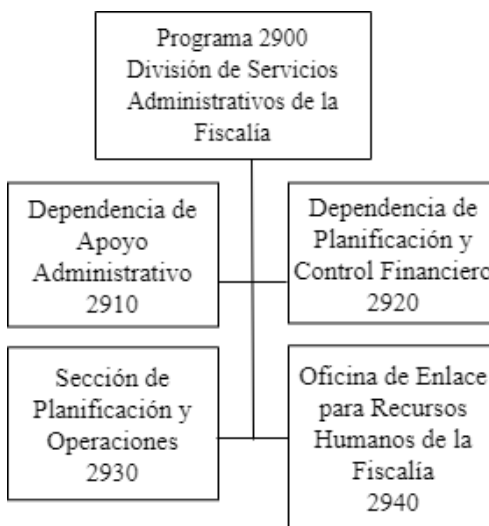 Programa 2900
División de Servicios
Administrativos de la
Fiscalía
Dependencia de
Apoyo
Administrativo
2910
Dependencia de
Planificación y
Control Financiero
2920
Sección de
Planificación y
Operaciones
2930
Oficina de Enlace
para Recursos
Humanos de la
Fiscalía
2940